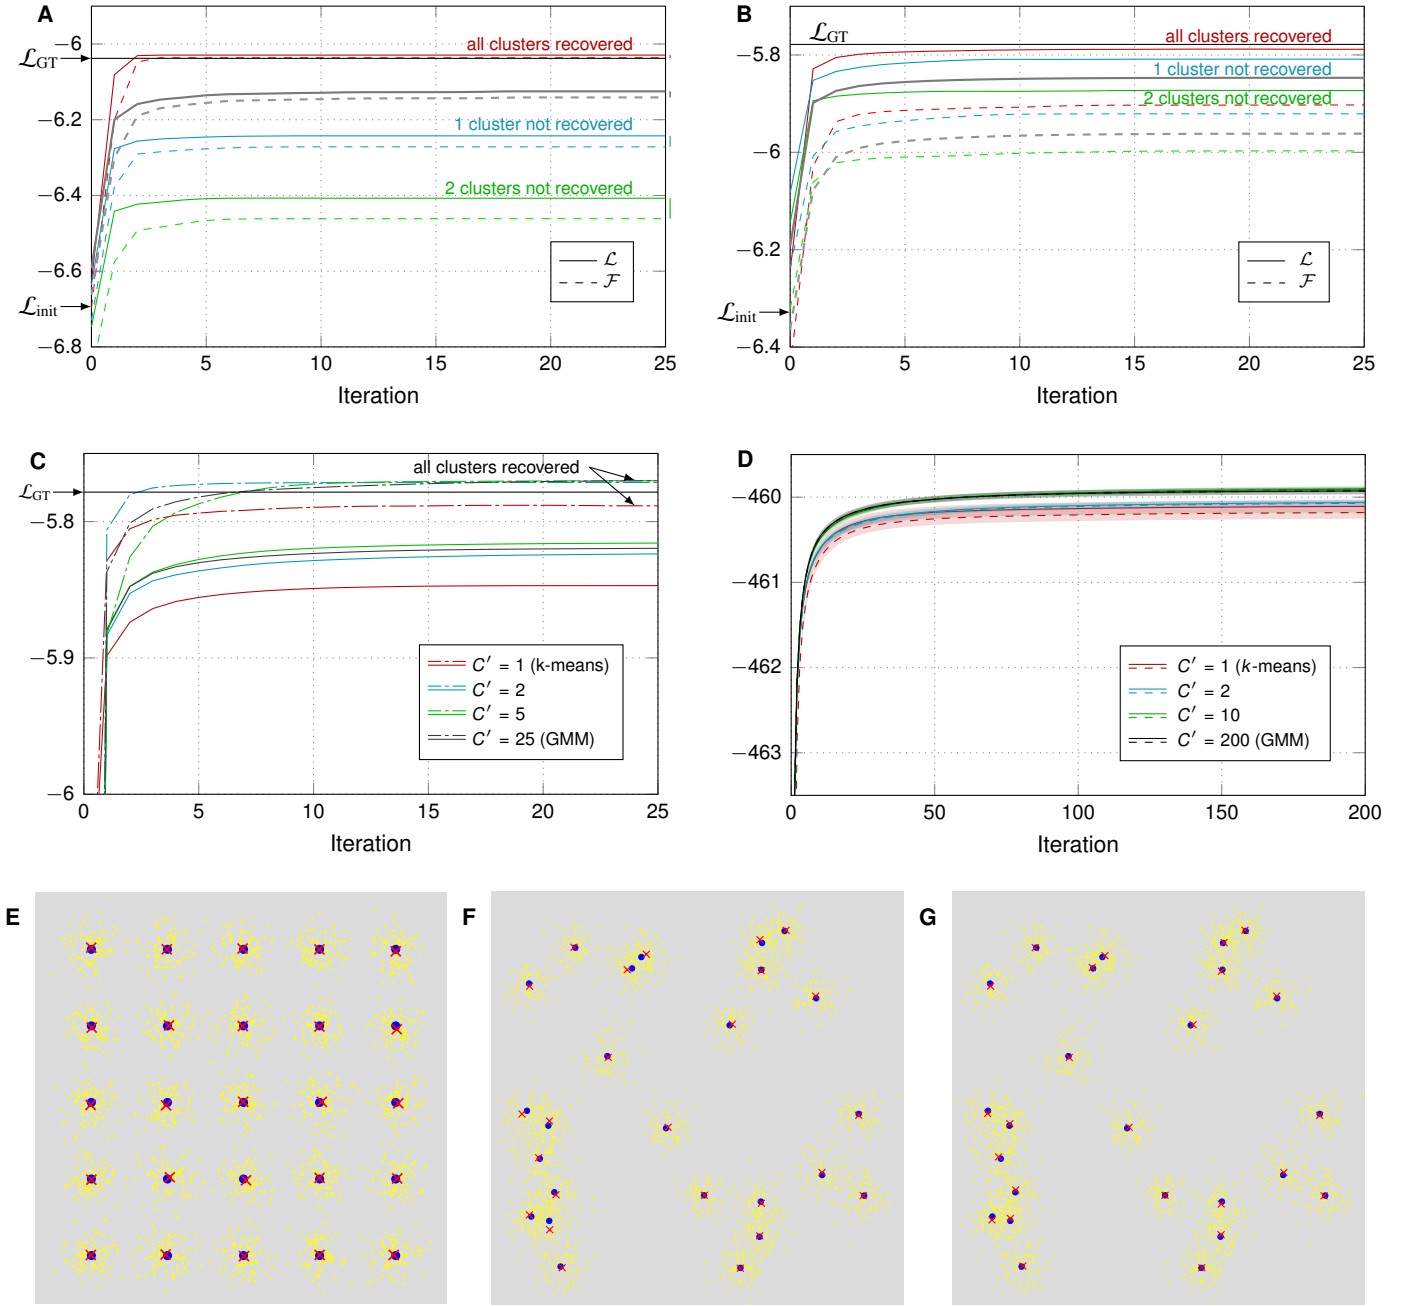 A
−6
ℒGT
−6.2
−6.4
−6.6
ℒinit
−6.8
all clusters recovered
1 cluster not recovered
2 clusters not recovered
ℒ
ℱ
0 5 10 15 20 25
Iteration
B
ℒGT
−5.8
−6
−6.2
ℒinit
−6.4
all clusters recovered
1 cluster not recovered
2 clusters not recovered
ℒ
ℱ
0 5 10 15 20 25
Iteration
C
all clusters recovered
ℒGT
−5.8
−5.9
−6
C′ = 1 (k-means)
C′ = 2
C′ = 5
C′ = 25 (GMM)
0 5 10 15 20 25
Iteration
D
−460
−461
−462
−463
C′ = 1 (k-means)
C′ = 2
C′ = 10
C′ = 200 (GMM)
0 50 100 150 200
Iteration
E
F
G